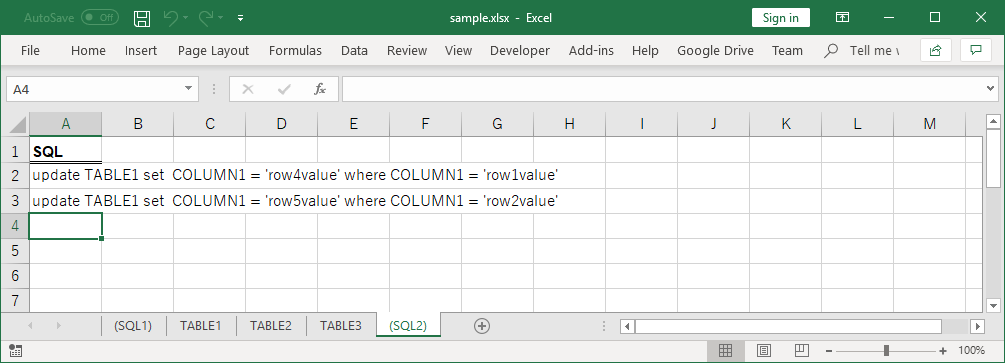 AutoSave Off sample.xlsx - Excel Sign in
File Home Insert Page Layout Formulas Data Review View Developer Add-ins Help Google Drive Team Tell me
A4 fx
A B C D E F G H I J K L M
1 SQL
2 update TABLE1 set  COLUMN1 = 'row4value' where COLUMN1 = 'row1value'
3 update TABLE1 set  COLUMN1 = 'row5value' where COLUMN1 = 'row2value'
4
5
6
7
(SQL1) TABLE1 TABLE2 TABLE3 (SQL2)
100%